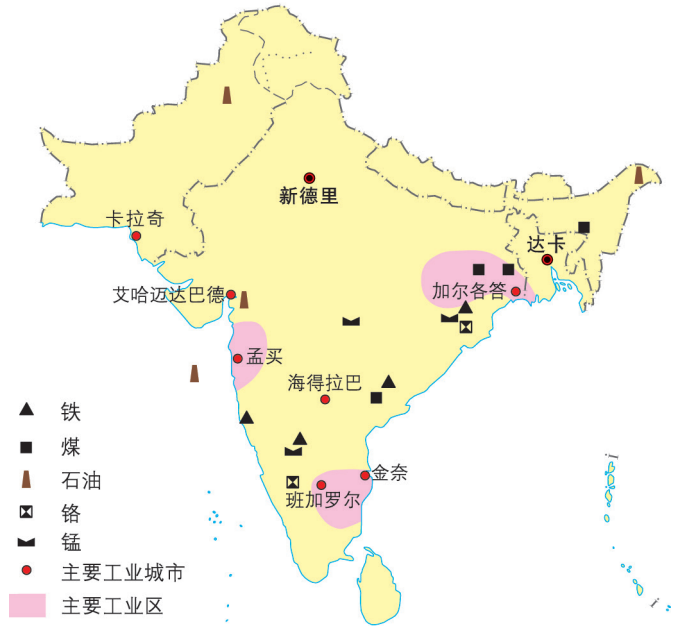 新德里
卡拉奇
达卡
艾哈迈达巴德
加尔各答
孟买
海得拉巴
金奈
班加罗尔
铁
煤
石油
铬
锰
主要工业城市
主要工业区